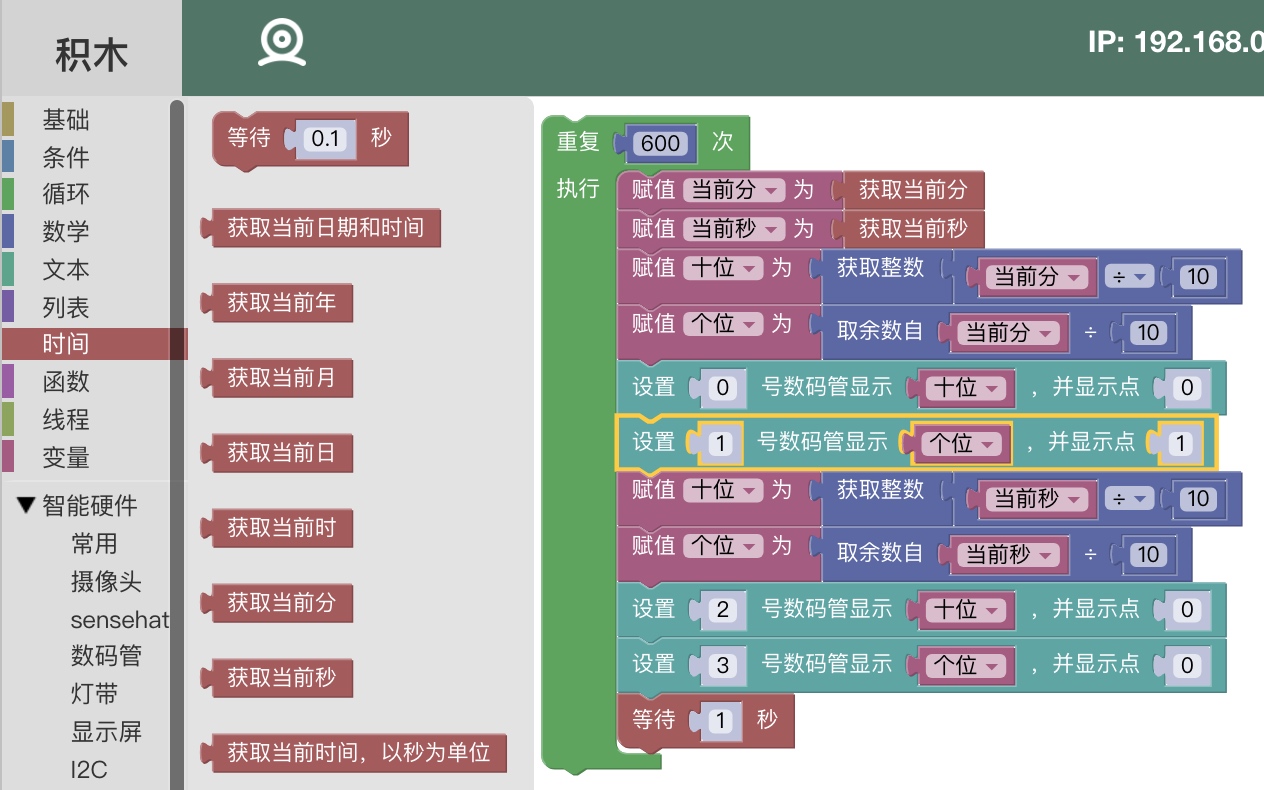 积木
IP: 192.168.0
基础
条件
循环
数学
文本
列表
时间
函数
线程
变量
▼ 智能硬件
常用
摄像头
sensehat
数码管
灯带
显示屏
I2C
等待 0.1 秒
获取当前日期和时间
获取当前年
获取当前月
获取当前日
获取当前时
获取当前分
获取当前秒
获取当前时间，以秒为单位
重复 600 次
执行 赋值 当前分 为 获取当前分
赋值 当前秒 为 获取当前秒
赋值 十位 为 获取整数 当前分 ÷ 10
赋值 个位 为 取余数自 当前分 ÷ 10
设置 0 号数码管显示 十位 ，并显示点 0
设置 1 号数码管显示 个位 ，并显示点 1
赋值 十位 为 获取整数 当前秒 ÷ 10
赋值 个位 为 取余数自 当前秒 ÷ 10
设置 2 号数码管显示 十位 ，并显示点 0
设置 3 号数码管显示 个位 ，并显示点 0
等待 1 秒